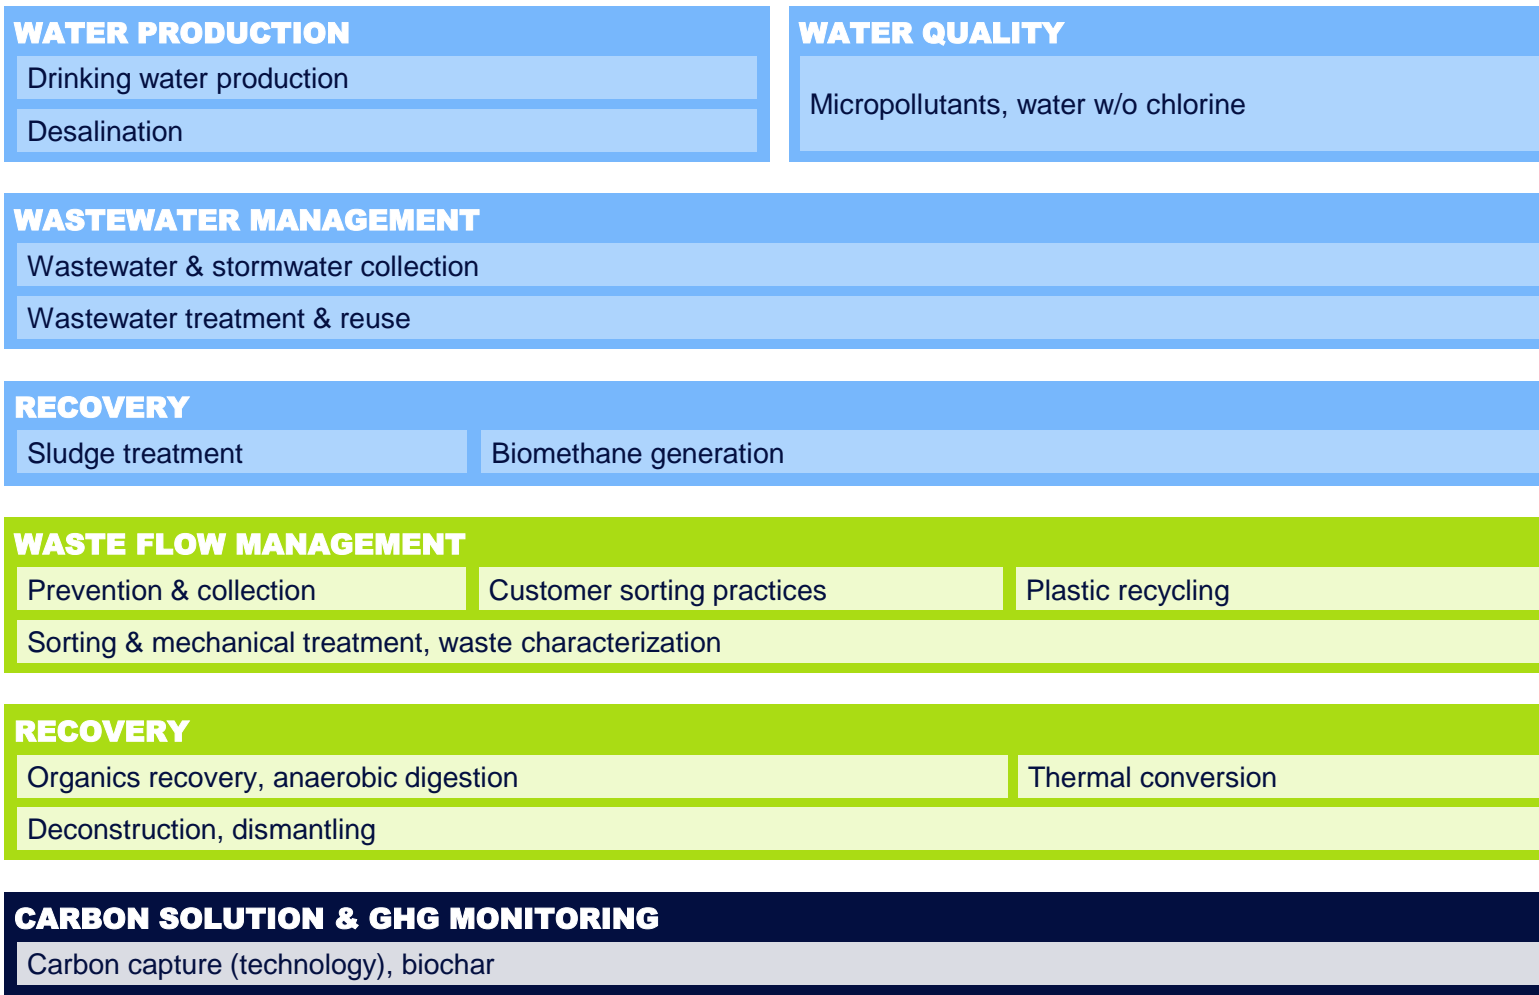 WATER PRODUCTION
Drinking water production
Desalination
WATER QUALITY
Micropollutants, water w/o chlorine
WASTEWATER MANAGEMENT
Wastewater & stormwater collection
Wastewater treatment & reuse
RECOVERY
Sludge treatment
Biomethane generation
WASTE FLOW MANAGEMENT
Prevention & collection
Customer sorting practices
Plastic recycling
Sorting & mechanical treatment, waste characterization
RECOVERY
Organics recovery, anaerobic digestion
Thermal conversion
Deconstruction, dismantling
CARBON SOLUTION & GHG MONITORING
Carbon capture (technology), biochar